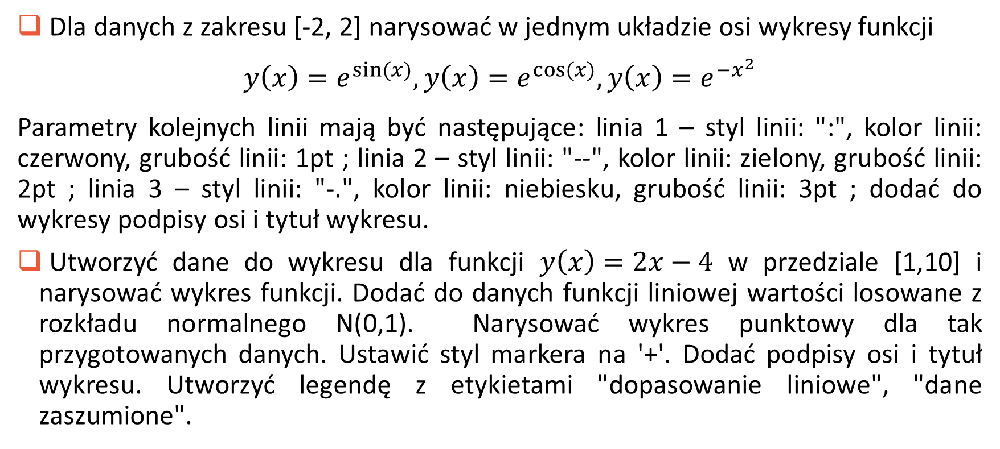 Dla danych z zakresu [-2, 2] narysować w jednym układzie osi wykresy funkcji
y(x) = e^sin(x), y(x) = e^cos(x), y(x) = e^−x²
Parametry kolejnych linii mają być następujące: linia 1 – styl linii: ":", kolor linii:
czerwony, grubość linii: 1pt ; linia 2 – styl linii: "--", kolor linii: zielony, grubość linii:
2pt ; linia 3 – styl linii: "-.", kolor linii: niebiesku, grubość linii: 3pt ; dodać do
wykresy podpisy osi i tytuł wykresu.
Utworzyć dane do wykresu dla funkcji y(x) = 2x − 4 w przedziale [1,10] i
narysować wykres funkcji. Dodać do danych funkcji liniowej wartości losowane z
rozkładu normalnego N(0,1). Narysować wykres punktowy dla tak
przygotowanych danych. Ustawić styl markera na '+'. Dodać podpisy osi i tytuł
wykresu. Utworzyć legendę z etykietami "dopasowanie liniowe", "dane
zaszumione".